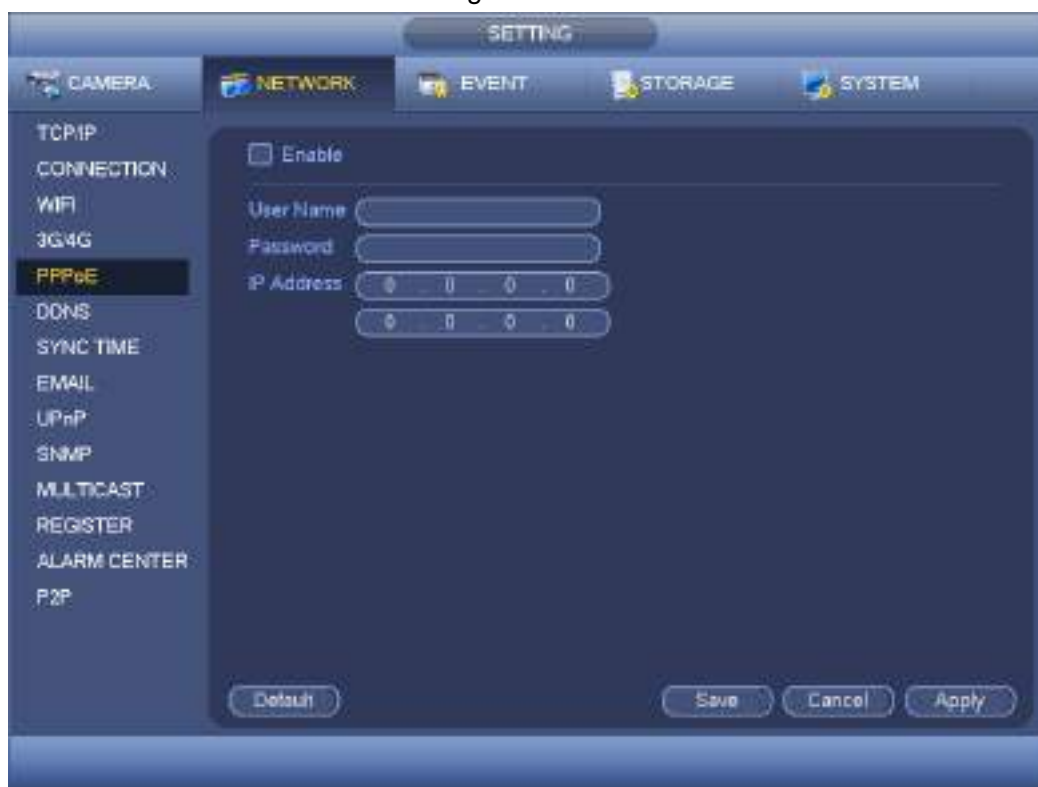 SETTING
CAMERA NETWORK EVENT STORAGE SYSTEM
TCP/IP
CONNECTION
WIFI
3G/4G
PPPoE
DDNS
SYNC TIME
EMAIL
UPnP
SNMP
MULTICAST
REGISTER
ALARM CENTER
P2P
Enable
User Name
Password
IP Address 0 . 0 . 0 . 0
0 . 0 . 0 . 0
Default Save Cancel Apply